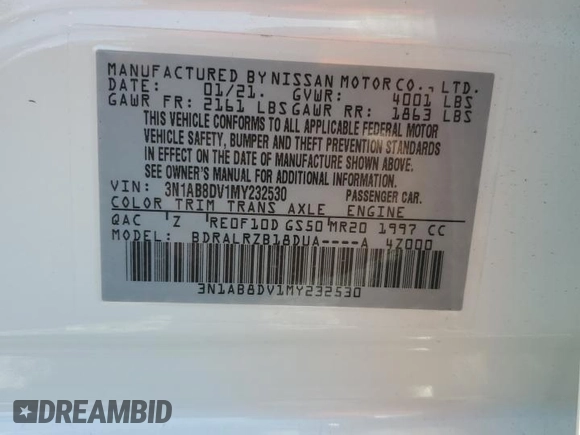 MANUFACTURED BY NISSAN MOTOR CO., LTD.
DATE: 01/21. GVWR: 4001 LBS
GAWR FR: 2161 LBS GAWR RR: 1863 LBS
THIS VEHICLE CONFORMS TO ALL APPLICABLE FEDERAL MOTOR
VEHICLE SAFETY, BUMPER AND THEFT PREVENTION STANDARDS
IN EFFECT ON THE DATE OF MANUFACTURE SHOWN ABOVE.
SEE OWNER'S MANUAL FOR ADDITIONAL INFORMATION.
VIN: 3N1AB8DV1MY232530 PASSENGER CAR.
COLOR TRIM TRANS AXLE ENGINE
QAC Z RE0F10D GS50 MR20 1997 CC
MODEL: BDRALRZB18DUA----A 4Z000
3N1AB8DV1MY232530
DREAMBID